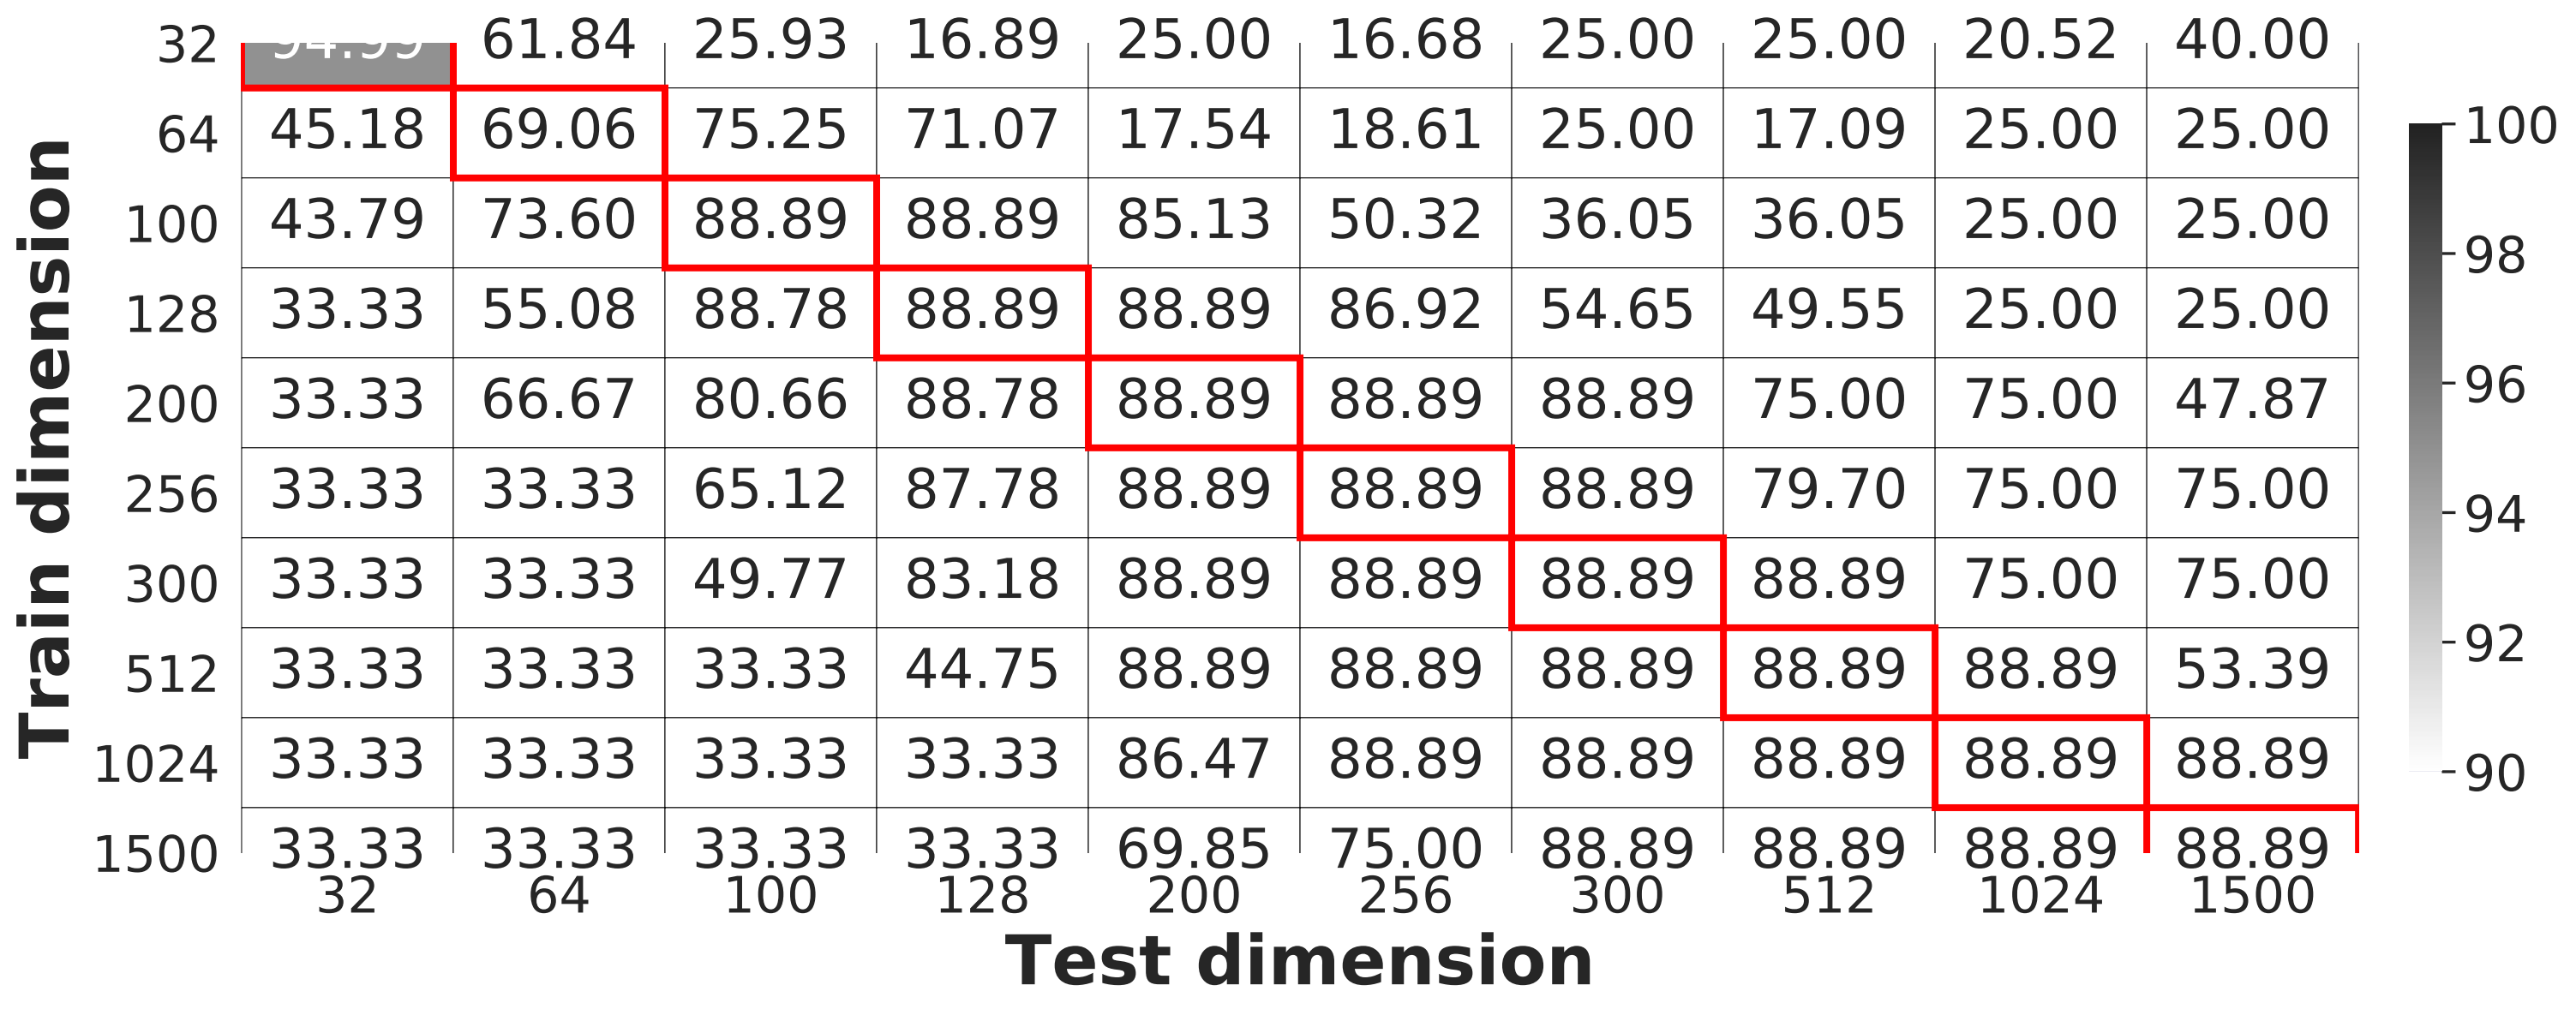 32 94.99 61.84 25.93 16.89 25.00 16.68 25.00 25.00 20.52 40.00
64 45.18 69.06 75.25 71.07 17.54 18.61 25.00 17.09 25.00 25.00
100 43.79 73.60 88.89 88.89 85.13 50.32 36.05 36.05 25.00 25.00
128 33.33 55.08 88.78 88.89 88.89 86.92 54.65 49.55 25.00 25.00
200 33.33 66.67 80.66 88.78 88.89 88.89 88.89 75.00 75.00 47.87
256 33.33 33.33 65.12 87.78 88.89 88.89 88.89 79.70 75.00 75.00
300 33.33 33.33 49.77 83.18 88.89 88.89 88.89 88.89 75.00 75.00
512 33.33 33.33 33.33 44.75 88.89 88.89 88.89 88.89 88.89 53.39
1024 33.33 33.33 33.33 33.33 86.47 88.89 88.89 88.89 88.89 88.89
1500 33.33 33.33 33.33 33.33 69.85 75.00 88.89 88.89 88.89 88.89
32 64 100 128 200 256 300 512 1024 1500
Test dimension
Train dimension
100
98
96
94
92
90